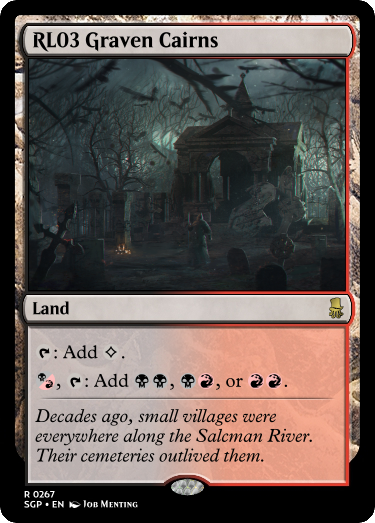 RL03 Graven Cairns
Land
: Add .
, : Add , , or .
Decades ago, small villages were
everywhere along the Salcman River.
Their cemeteries outlived them.
R 0267
SGP • EN Job Menting